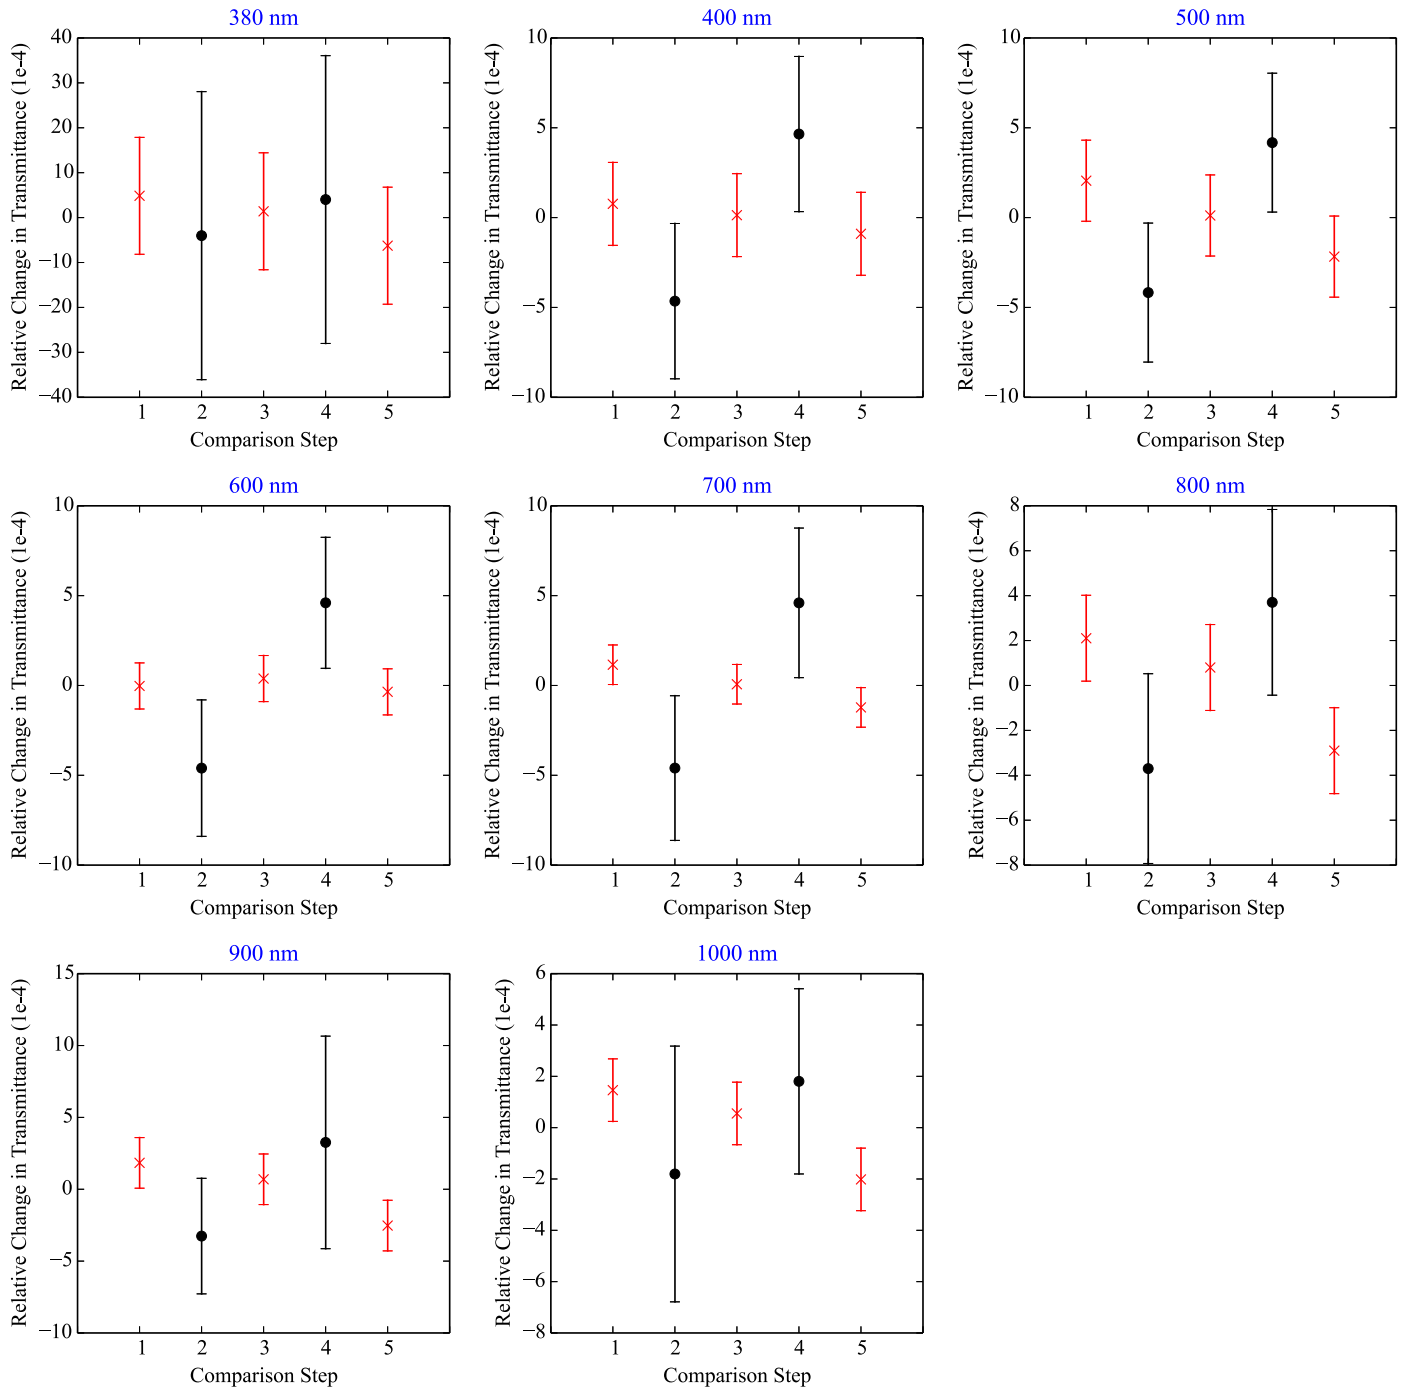 380 nm
Relative Change in Transmittance (1e-4)
40
30
20
10
0
−10
−20
−30
−40
1 2 3 4 5
Comparison Step
400 nm
Relative Change in Transmittance (1e-4)
10
5
0
−5
−10
1 2 3 4 5
Comparison Step
500 nm
Relative Change in Transmittance (1e-4)
10
5
0
−5
−10
1 2 3 4 5
Comparison Step
600 nm
Relative Change in Transmittance (1e-4)
10
5
0
−5
−10
1 2 3 4 5
Comparison Step
700 nm
Relative Change in Transmittance (1e-4)
10
5
0
−5
−10
1 2 3 4 5
Comparison Step
800 nm
Relative Change in Transmittance (1e-4)
8
6
4
2
0
−2
−4
−6
−8
1 2 3 4 5
Comparison Step
900 nm
Relative Change in Transmittance (1e-4)
15
10
5
0
−5
−10
1 2 3 4 5
Comparison Step
1000 nm
Relative Change in Transmittance (1e-4)
6
4
2
0
−2
−4
−6
−8
1 2 3 4 5
Comparison Step